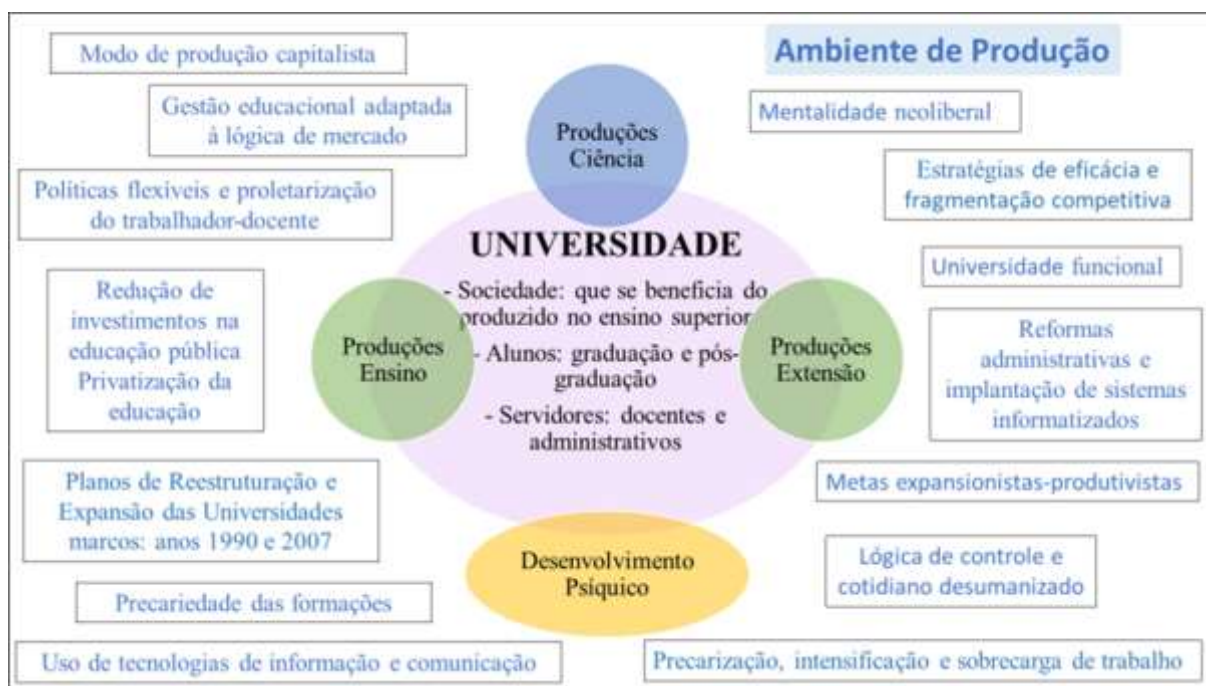 Ambiente de Produção
Modo de produção capitalista
Gestão educacional adaptada
à lógica de mercado
Políticas flexíveis e proletarização
do trabalhador-docente
Redução de
investimentos na
educação pública
Privatização da
educação
Planos de Reestruturação e
Expansão das Universidades
marcos: anos 1990 e 2007
Precariedade das formações
Uso de tecnologias de informação e comunicação
Produções
Ciência
UNIVERSIDADE
- Sociedade: que se beneficia do
produzido no ensino superior
- Alunos: graduação e pós-
graduação
- Servidores: docentes e
administrativos
Produções
Ensino
Produções
Extensão
Desenvolvimento
Psíquico
Mentalidade neoliberal
Estratégias de eficácia e
fragmentação competitiva
Universidade funcional
Reformas
administrativas e
implantação de sistemas
informatizados
Metas expansionistas-produtivistas
Lógica de controle e
cotidiano desumanizado
Precarização, intensificação e sobrecarga de trabalho